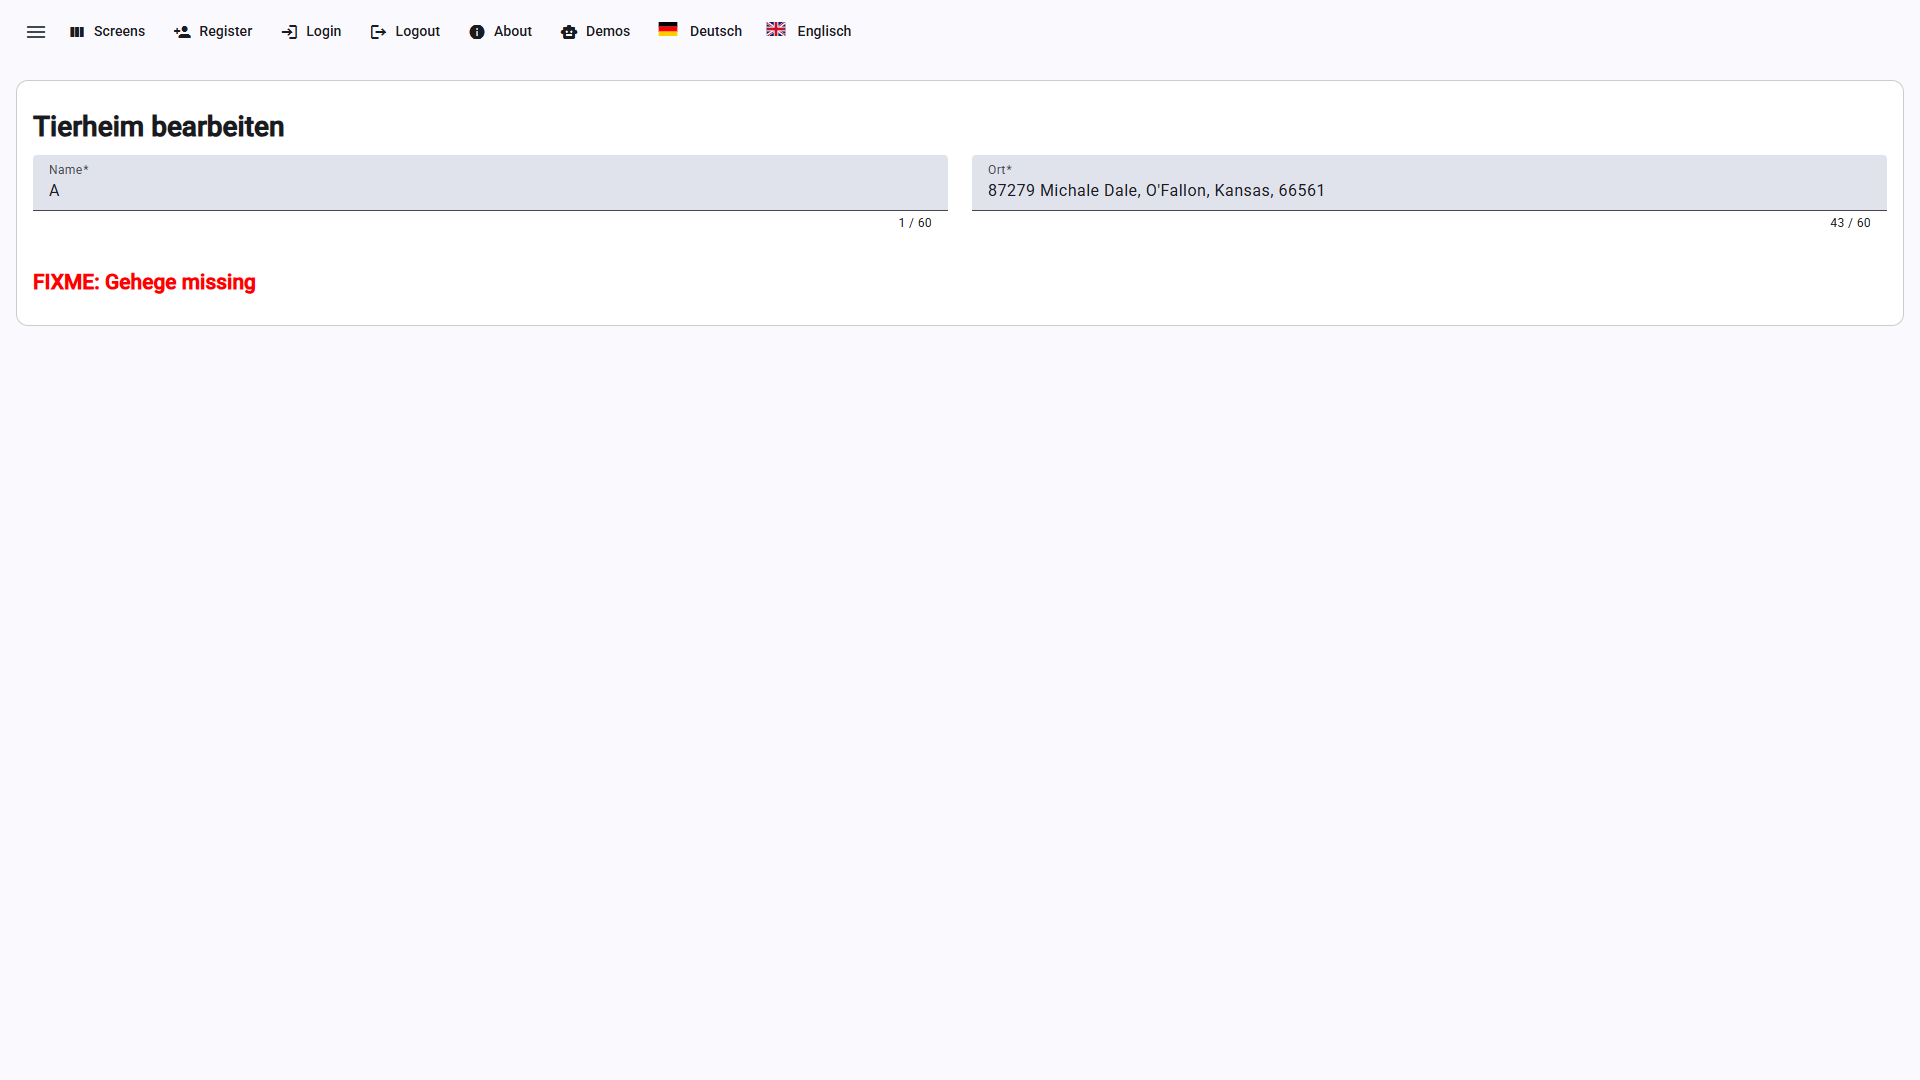 Screens Register Login Logout About Demos Deutsch Englisch
Tierheim bearbeiten
Name* Ort*
A 87279 Michale Dale, O'Fallon, Kansas, 66561
1 / 60 43 / 60
FIXME: Gehege missing